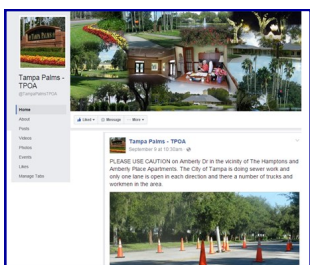 TAMPA PALMS
Tampa Palms -
TPOA
@TampaPalmsTPOA
Home
About
Posts
Videos
Photos
Events
Likes
Manage Tabs
Liked
Message
More
Tampa Palms - TPOA
September 9 at 10:30am
PLEASE USE CAUTION on Amberly Dr in the vicinity of The Hamptons and
Amberly Place Apartments. The City of Tampa is doing sewer work and
only one lane is open in each direction and there a number of trucks and
workmen in the area.